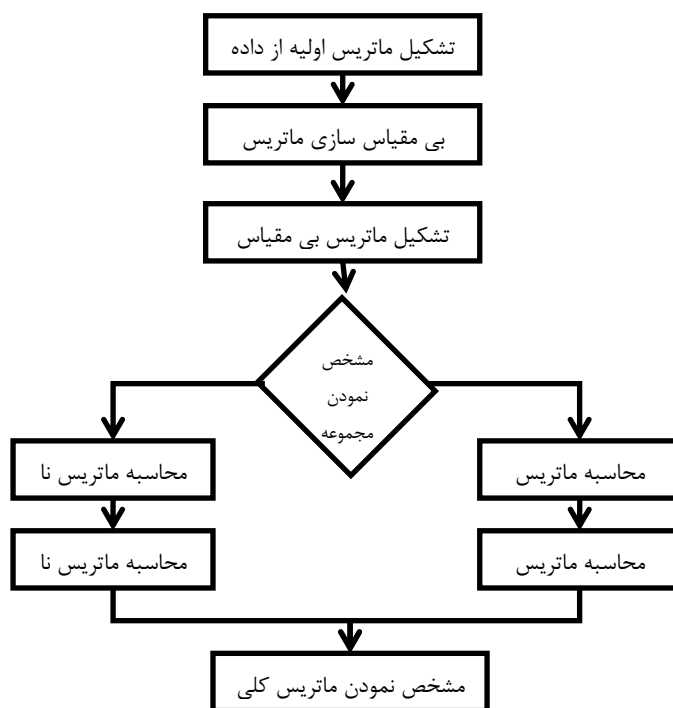 تشکیل ماتریس اولیه از داده
بی مقیاس سازی ماتریس
تشکیل ماتریس بی مقیاس
مشخص
نمودن
مجموعه
محاسبه ماتریس
محاسبه ماتریس نا
محاسبه ماتریس
محاسبه ماتریس نا
مشخص نمودن ماتریس کلی